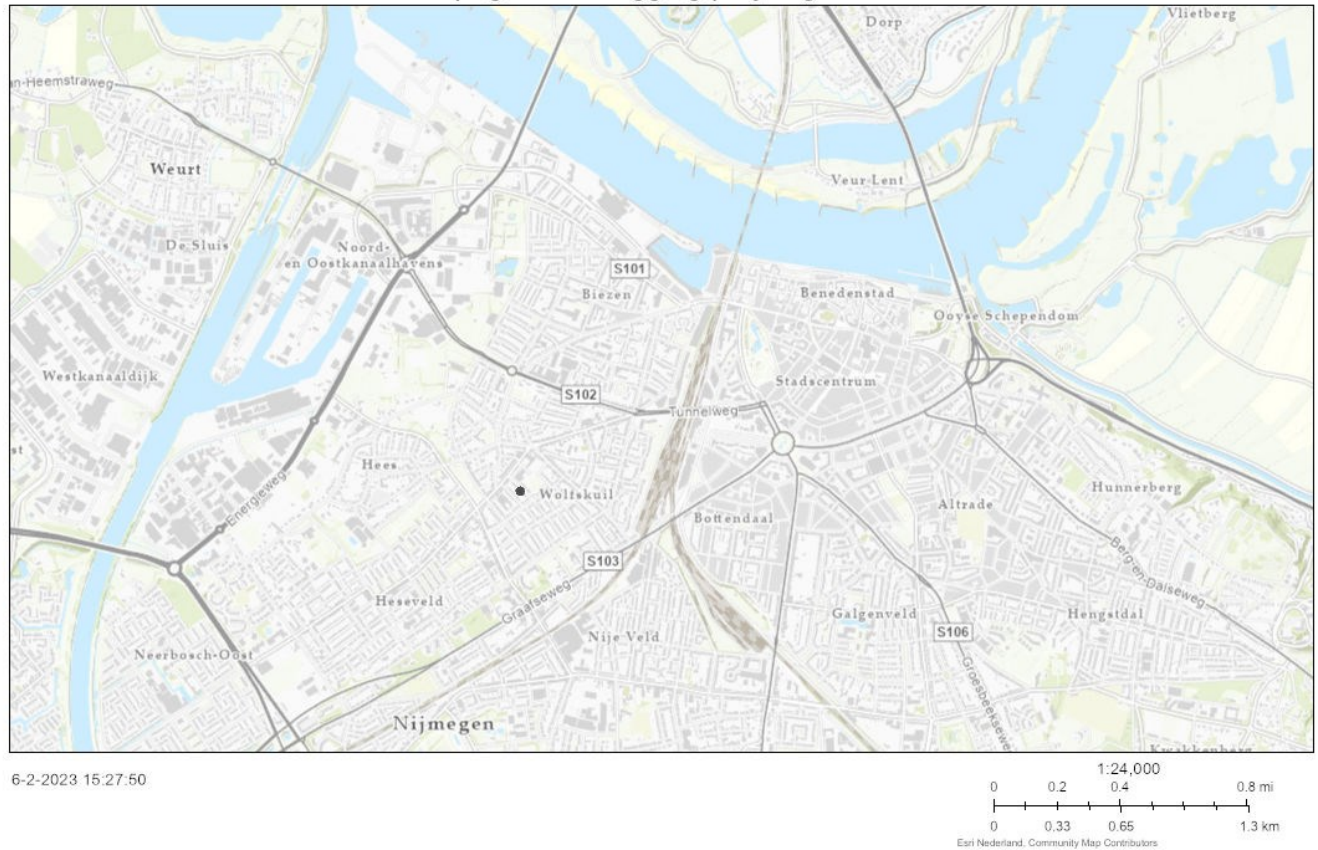 Dorp
Vlietberg
n-Heemstraweg
Weurt
Veur-Lent
De Sluis
Noord-
en Oostkanaalhavens
S101
Biezen
Benedenstad
Ooyse Schependom
Westkanaaldijk
S102
Stadscentrum
Tunnelweg
st
Hees
Wolfskuil
Hunnerberg
Energieweg
Altrade
Bottendaal
S103
Berg-en-Dalseweg
Graafseweg
Heseveld
Galgenveld
Hengstdal
S106
Nije Veld
Neerbosch-Oost
Groesbeekseweg
Nijmegen
Kwakkenberg
6-2-2023 15:27:50
1:24,000
0 0.2 0.4 0.8 mi
0 0.33 0.65 1.3 km
Esri Nederland, Community Map Contributors